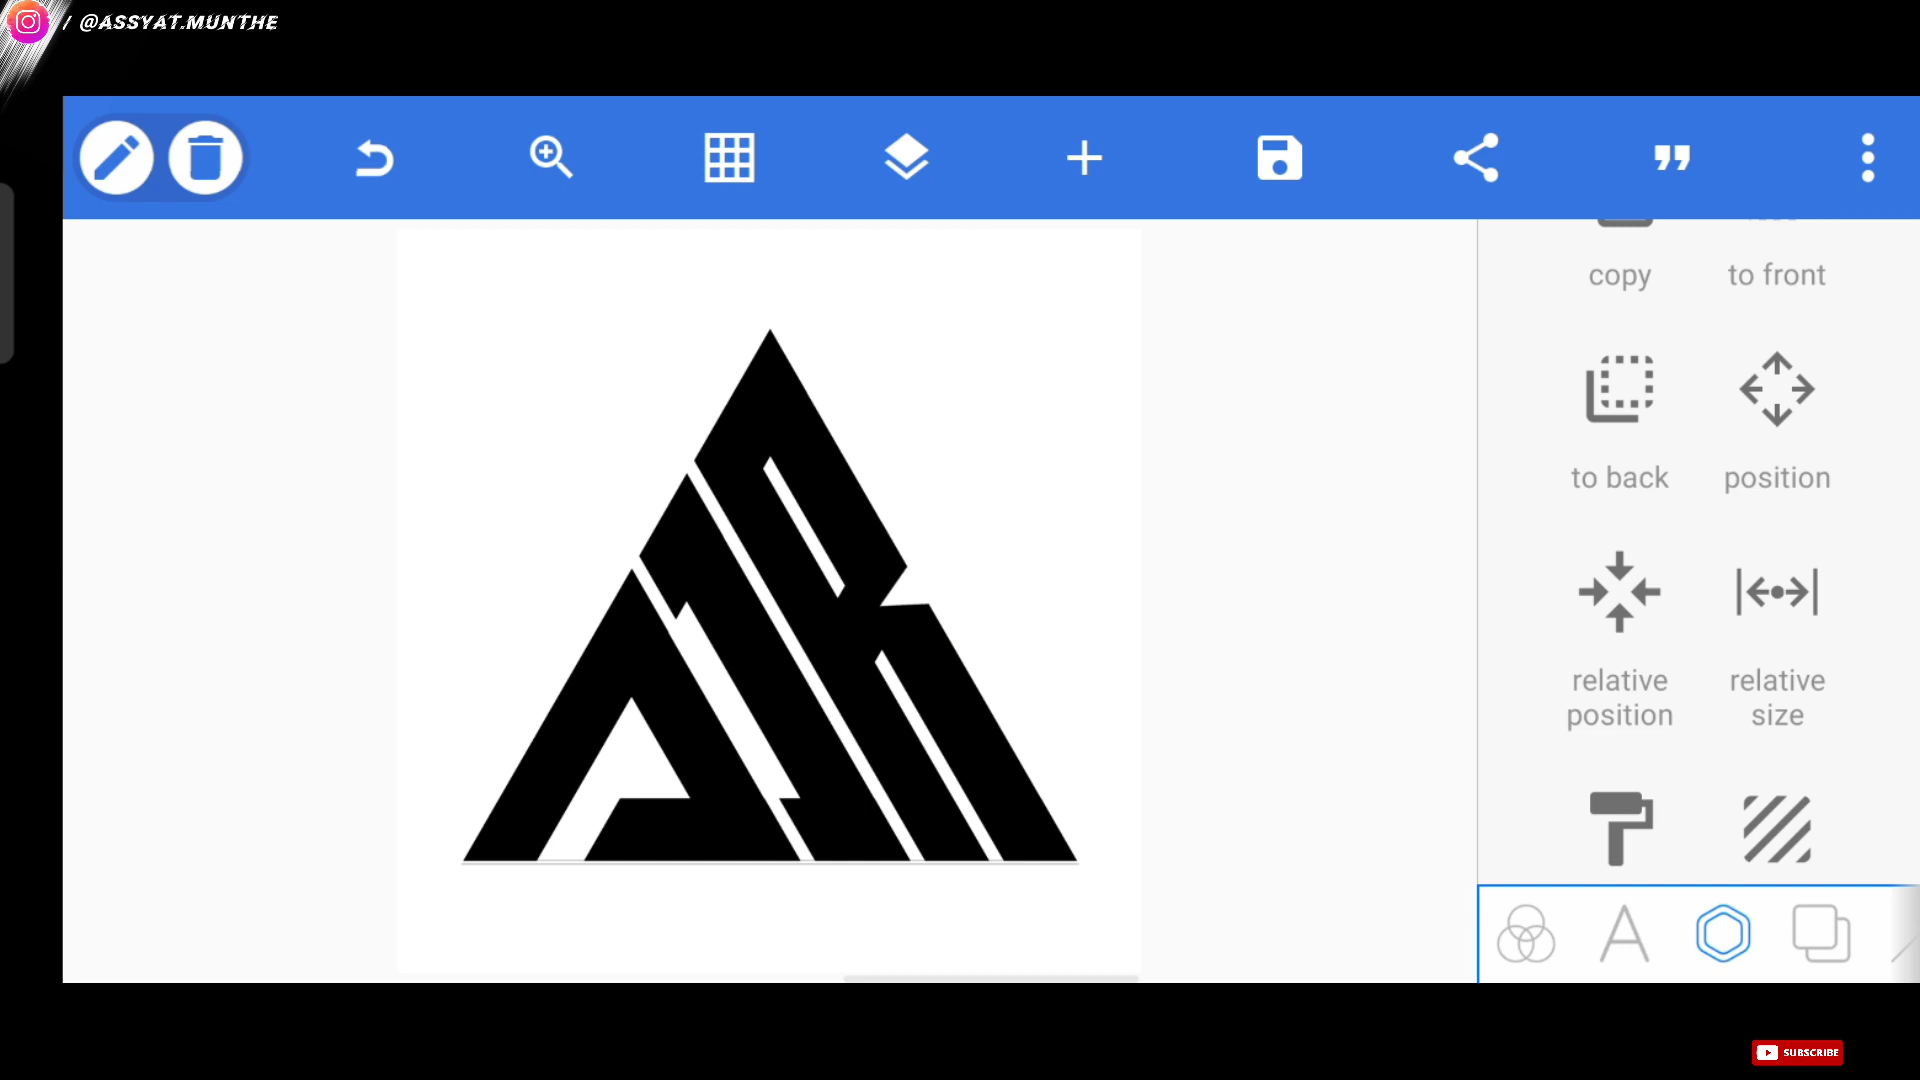 / @ASSYAT.MUNTHE
copy
to front
to back
position
relative
position
relative
size
SUBSCRIBE